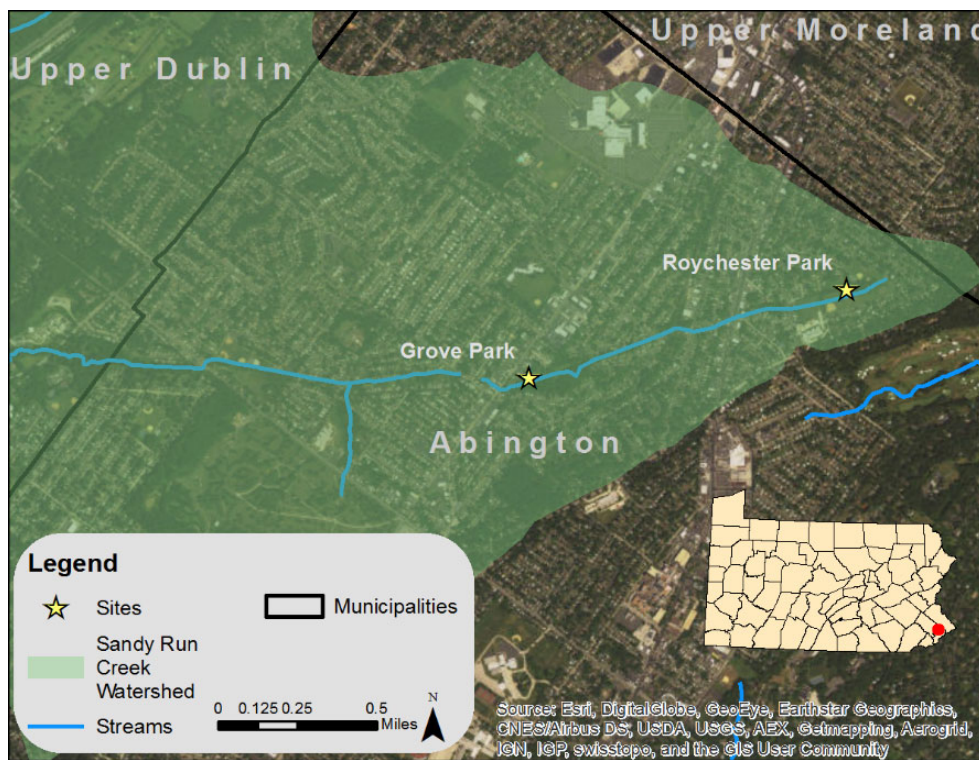 Upper Dublin
Upper Moreland
Roychester Park
Grove Park
Abington
Legend
Sites
Municipalities
Sandy Run
Creek
Watershed
Streams
0 0.125 0.25 0.5
Miles
N
Source: Esri, DigitalGlobe, GeoEye, Earthstar Geographics,
CNES/Airbus DS, USDA, USGS, AEX, Getmapping, Aerogrid,
IGN, IGP, swisstopo, and the GIS User Community